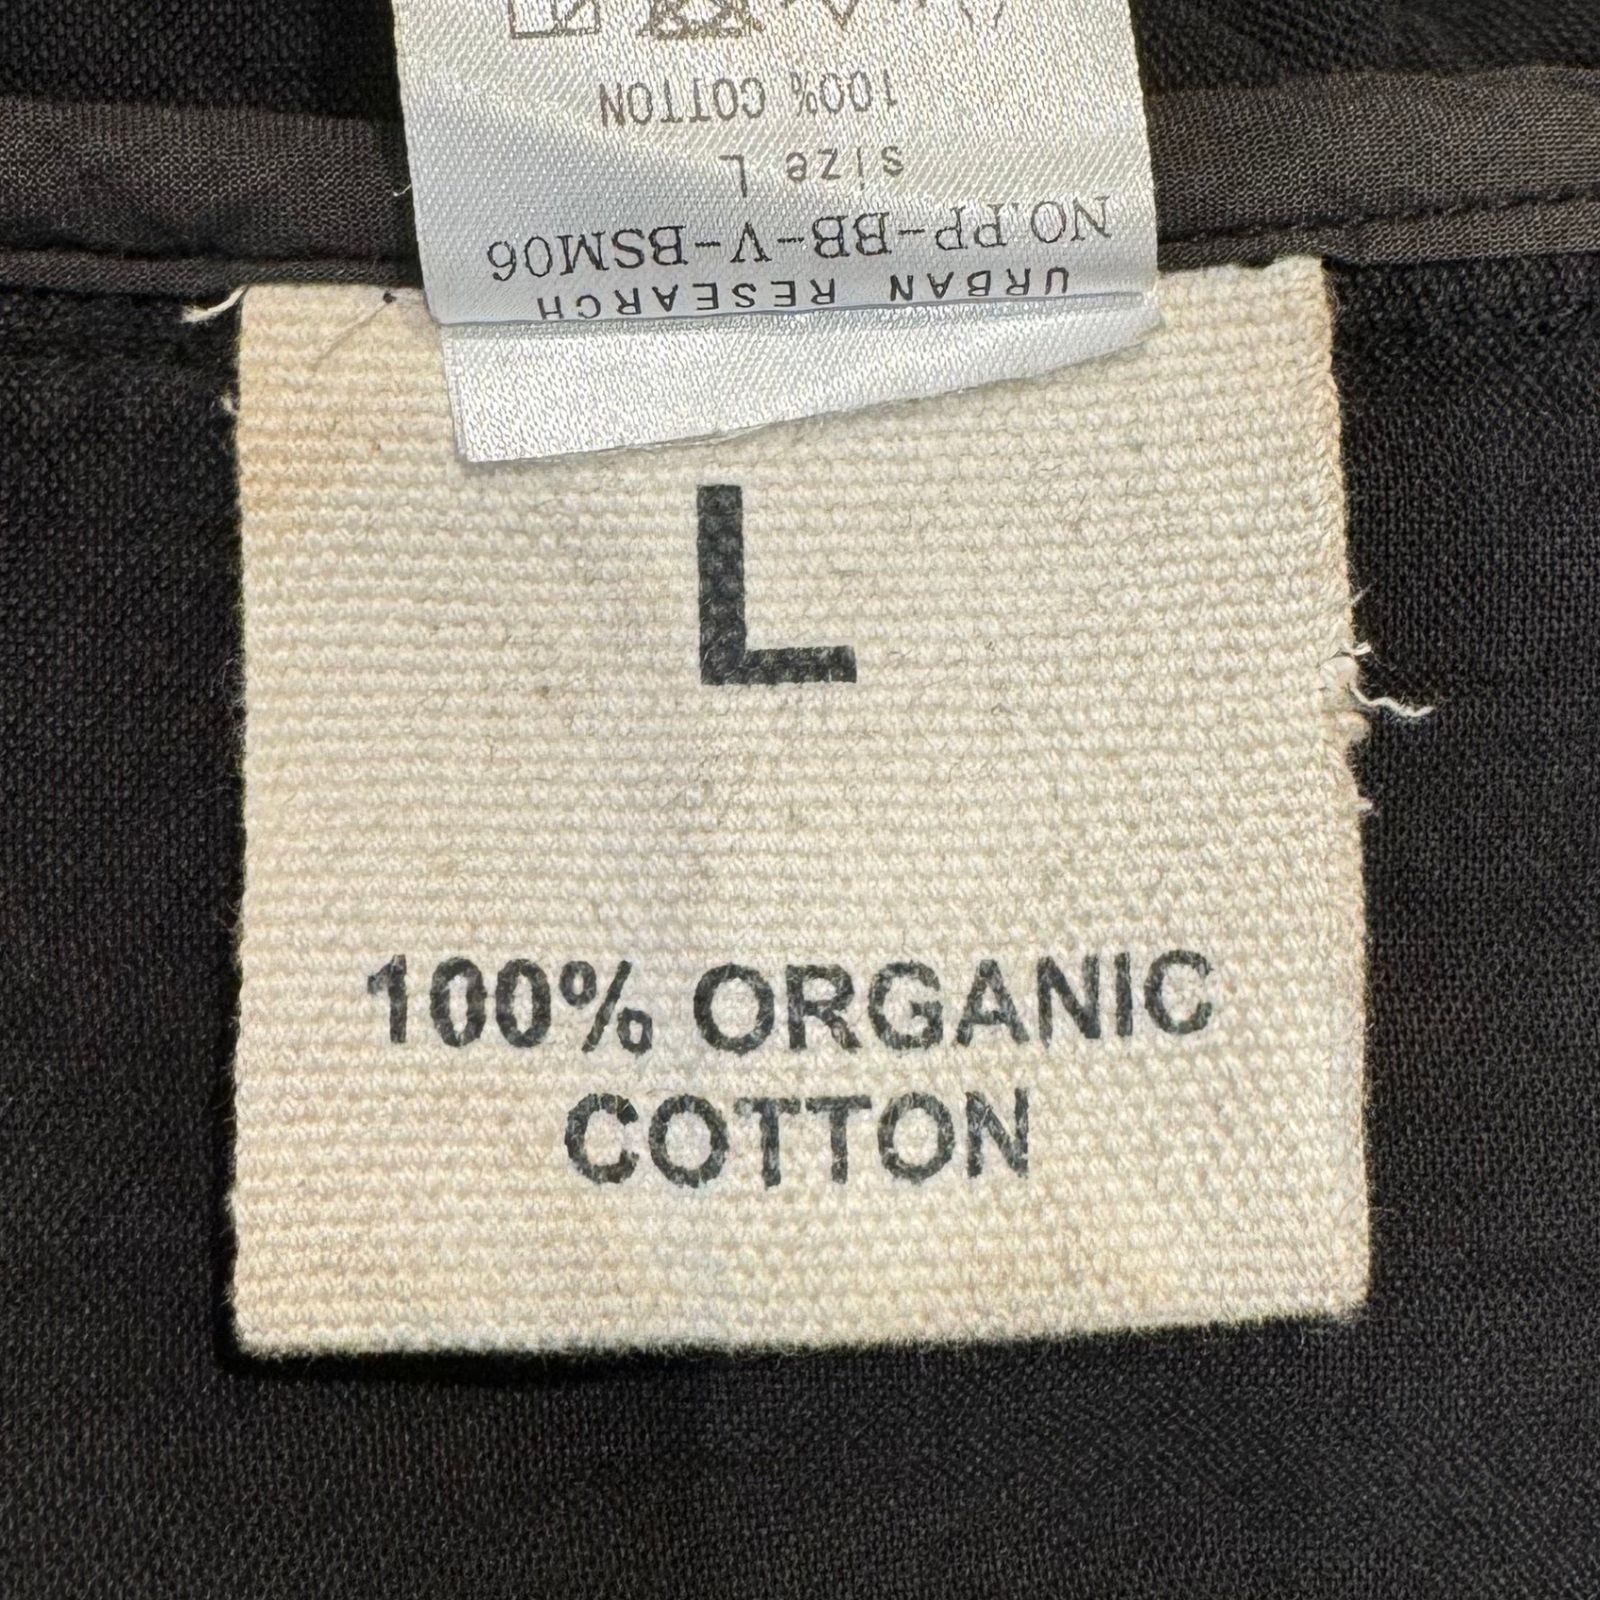 URBAN RESEARCH
NO.PP-BB-V-BSM06
size L
100% COTTON
L
100% ORGANIC
COTTON